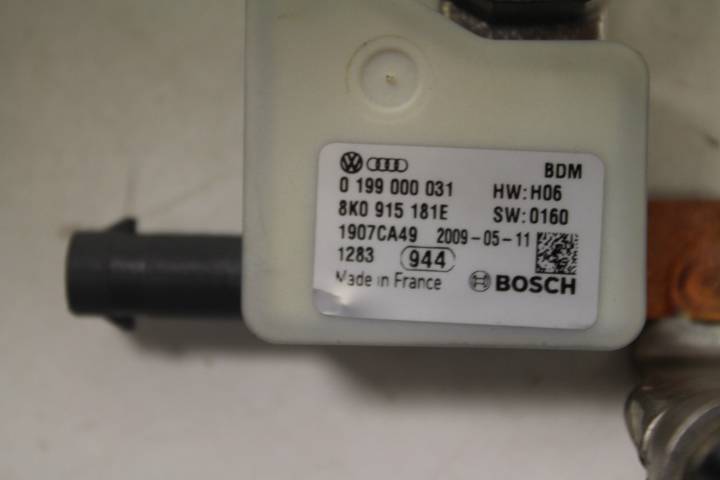 BDM
0 199 000 031 HW:H06
8K0 915 181E SW:0160
1907CA49 2009-05-11
1283 944
Made in France BOSCH